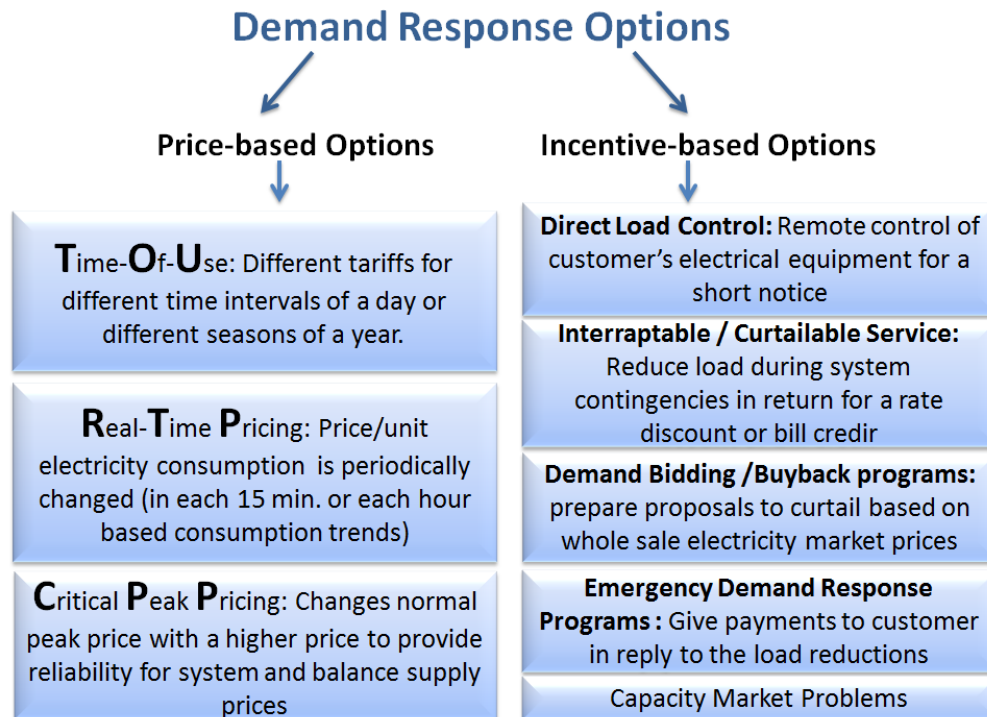 Demand Response Options
Price-based Options
Time-Of-Use: Different tariffs for
different time intervals of a day or
different seasons of a year.
Real-Time Pricing: Price/unit
electricity consumption is periodically
changed (in each 15 min. or each hour
based consumption trends)
Critical Peak Pricing: Changes normal
peak price with a higher price to provide
reliability for system and balance supply
prices
Incentive-based Options
Direct Load Control: Remote control of
customer's electrical equipment for a
short notice
Interraptable / Curtailable Service:
Reduce load during system
contingencies in return for a rate
discount or bill credir
Demand Bidding /Buyback programs:
prepare proposals to curtail based on
whole sale electricity market prices
Emergency Demand Response
Programs : Give payments to customer
in reply to the load reductions
Capacity Market Problems